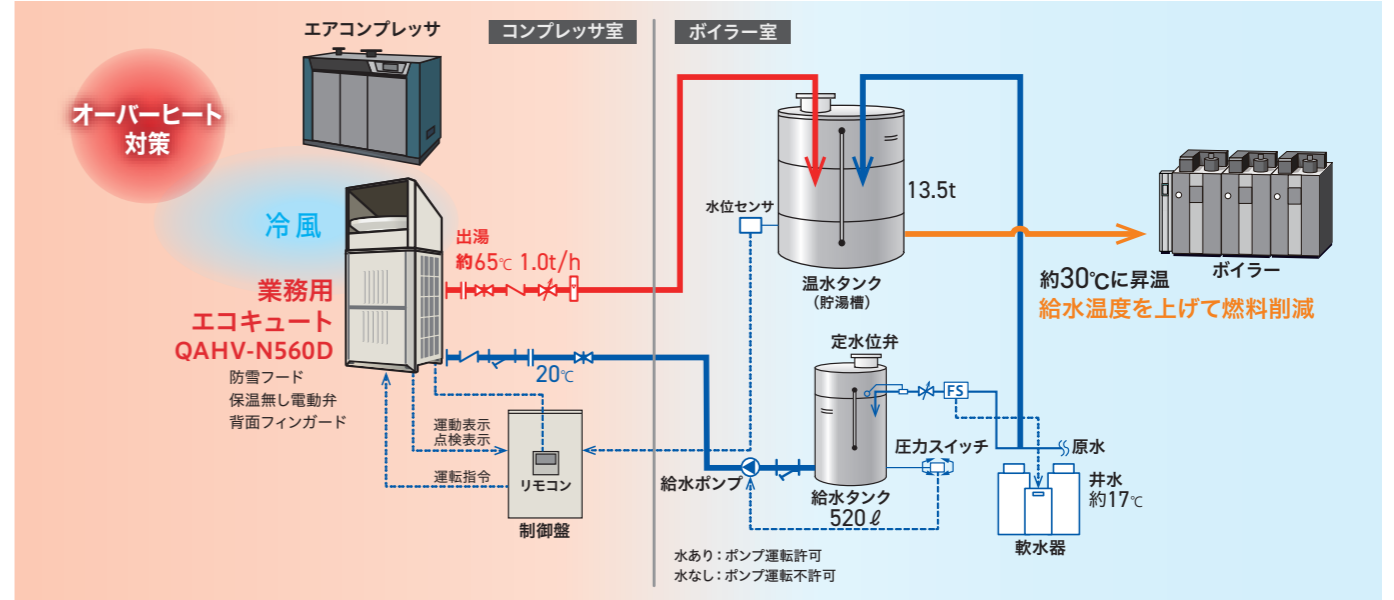 エアコンプレッサ
コンプレッサ室
ボイラー室
オーバーヒート
対策
冷風
出湯
約65℃ 1.0t/h
業務用
エコキュート
QAHV-N560D
防雪フード
保温無し電動弁
背面フィンガード
20℃
運動表示
点検表示
運転指令
リモコン
制御盤
水位センサ
13.5t
温水タンク
(貯湯槽)
約30℃に昇温
給水温度を上げて燃料削減
ボイラー
定水位弁
FS
圧力スイッチ
給水ポンプ
給水タンク
520ℓ
原水
井水
約17℃
軟水器
水あり：ポンプ運転許可
水なし：ポンプ運転不許可